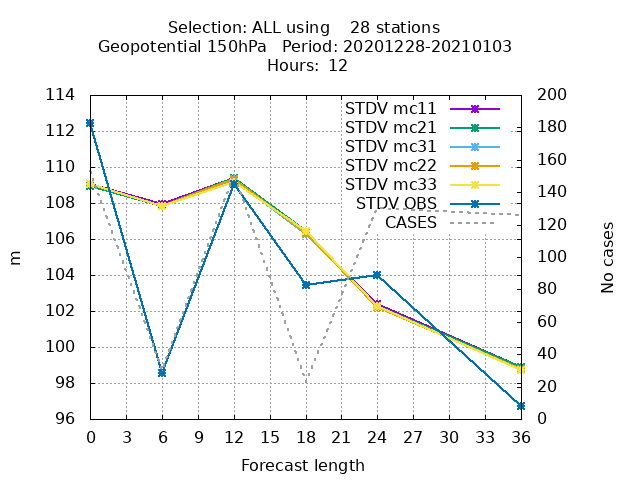 Selection: ALL using    28 stations
Geopotential 150hPa   Period: 20201228-20210103
Hours:  12
114 200
112 180
110 160
108 140
106 120
104 100
102 80
100 60
98 40
96 20
0
STDV mc11
STDV mc21
STDV mc31
STDV mc22
STDV mc33
STDV OBS
CASES
m
No cases
0 3 6 9 12 15 18 21 24 27 30 33 36
Forecast length